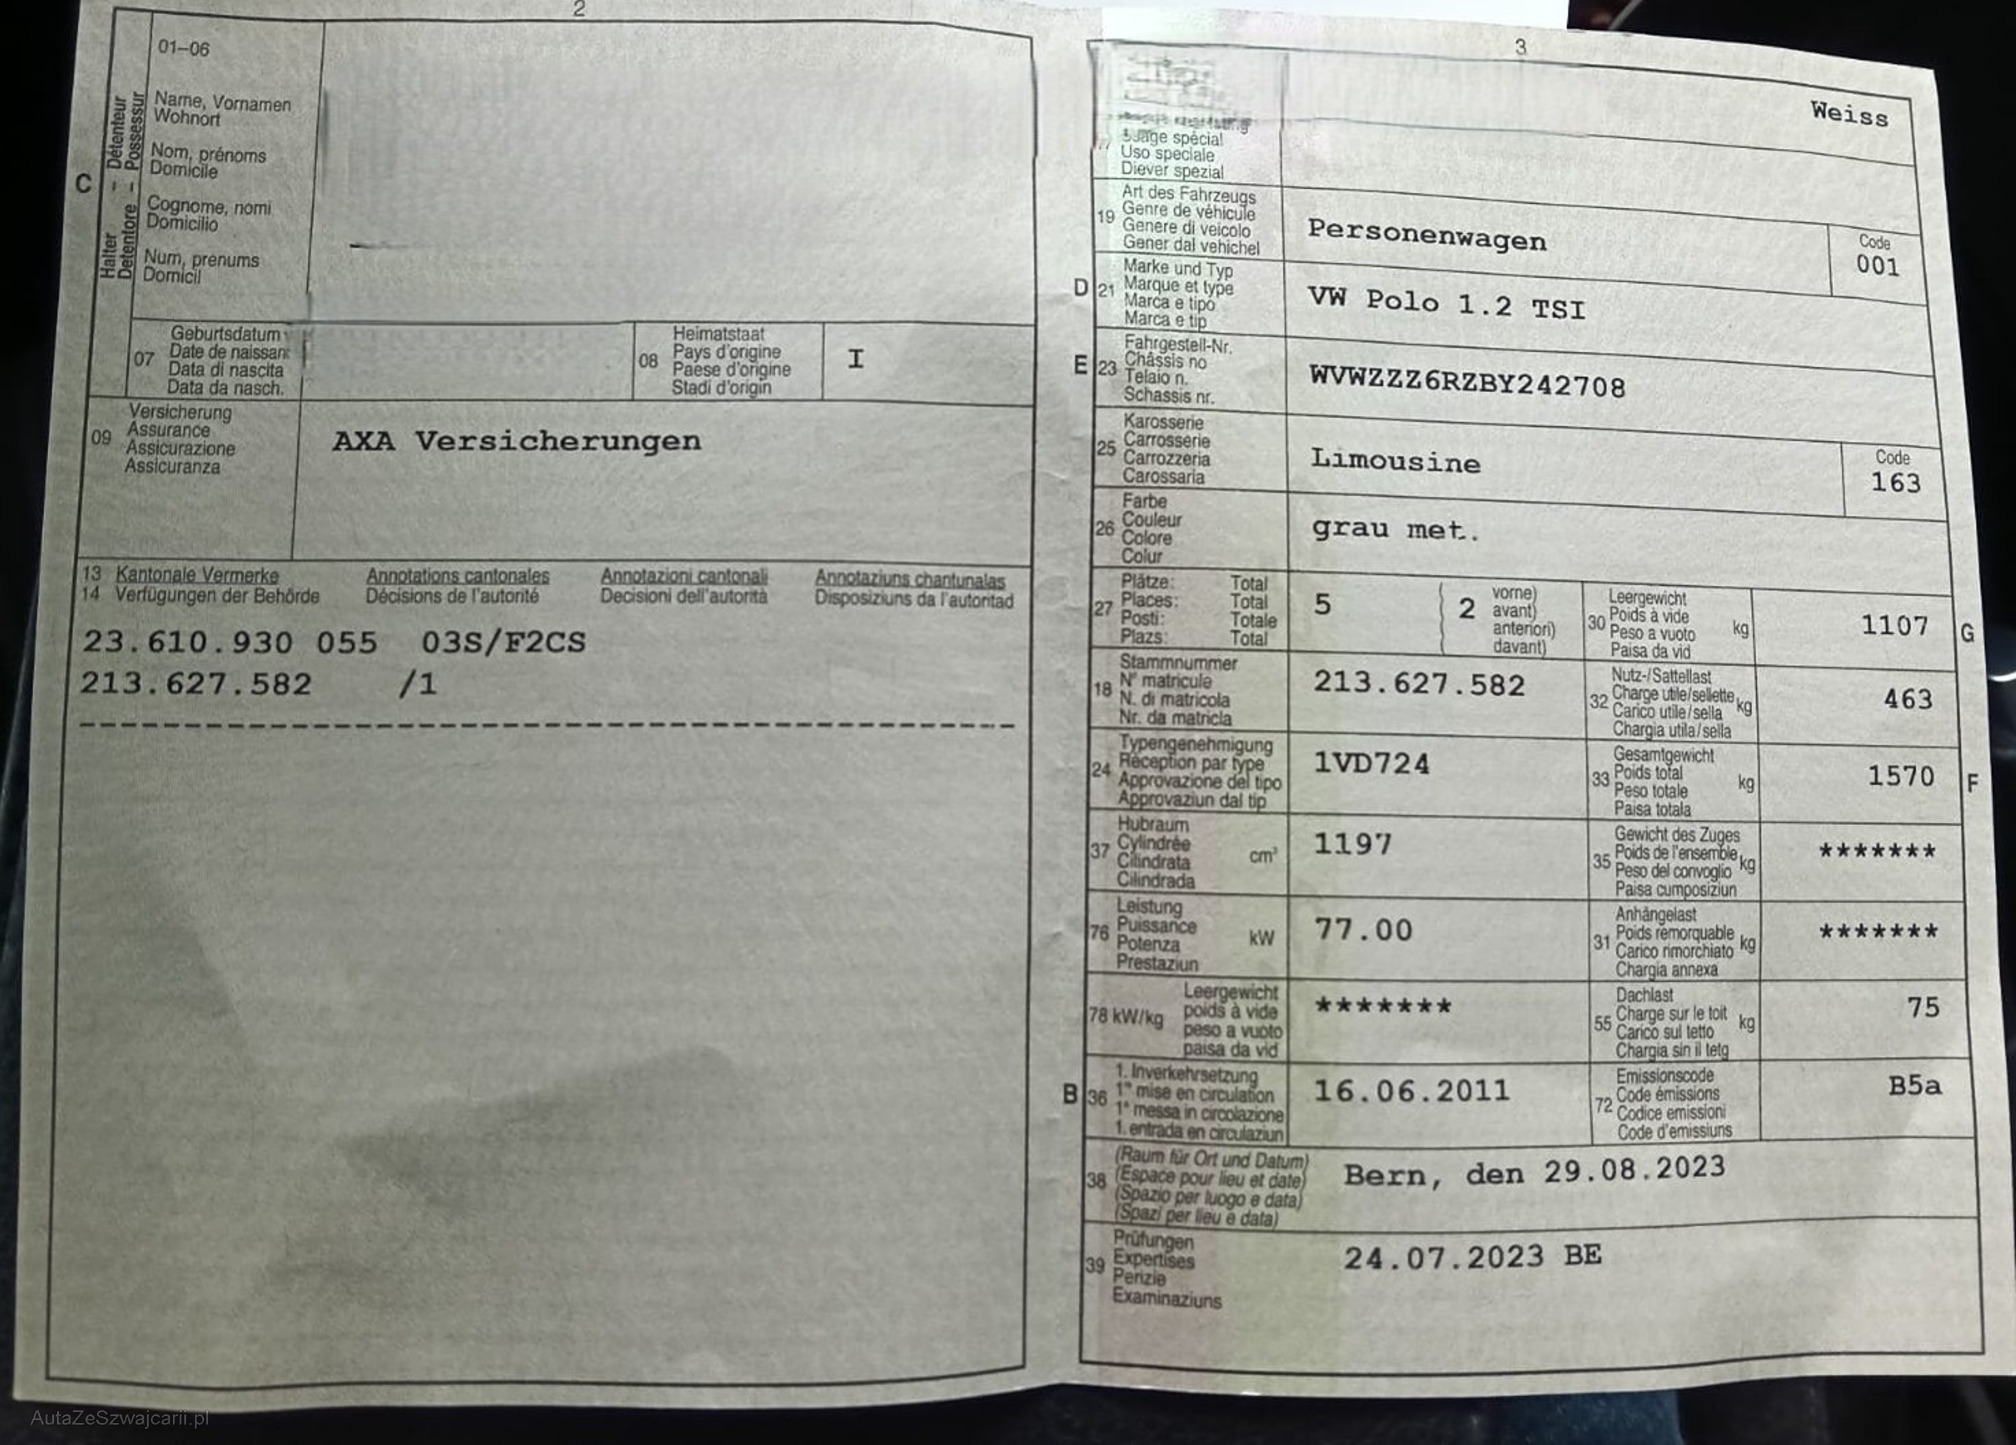 2
01–06
Name, Vornamen
Wohnort
Nom, prénoms
Domicile
Cognome, nomi
Domicilio
Num, prenums
Domicil
C
Halter – Détenteur
Detentore – Possessur
07
Geburtsdatum
Date de naissan
Data di nascita
Data da nasch.
08
Heimatstaat
Pays d'origine
Paese d'origine
Stadi d'origin
I
09
Versicherung
Assurance
Assicurazione
Assicuranza
AXA Versicherungen
13 Kantonale Vermerke Annotations cantonales Annotazioni cantonali Annotaziuns chantunalas
14 Verfügungen der Behörde Décisions de l'autorité Decisioni dell'autorità Disposiziuns da l'autoritad
23.610.930 055 03S/F2CS
213.627.582 /1
3
Weiss
Usage spécial
Uso speciale
Diever spezial
19
Art des Fahrzeugs
Genre de véhicule
Genere di veicolo
Gener dal vehichel
Personenwagen
Code
001
D 21
Marke und Typ
Marque et type
Marca e tipo
Marca e tip
VW Polo 1.2 TSI
E 23
Fahrgestell-Nr.
Châssis no
Telaio n.
Schassis nr.
WVWZZZ6RZBY242708
25
Karosserie
Carrosserie
Carrozzeria
Carossaria
Limousine
Code
163
26
Farbe
Couleur
Colore
Colur
grau met.
27
Plätze: Total
Places: Total
Posti: Totale
Plazs: Total
5
2
vorne)
avant)
anteriori)
davant)
30
Leergewicht
Poids à vide
Peso a vuoto
Paisa da vid
kg
1107
G
18
Stammnummer
N° matricule
N. di matricola
Nr. da matricla
213.627.582
32
Nutz-/Sattellast
Charge utile/sellette
Carico utile/sella
Chargia utila/sella
kg
463
24
Typengenehmigung
Réception par type
Approvazione del tipo
Approvaziun dal tip
1VD724
33
Gesamtgewicht
Poids total
Peso totale
Paisa totala
kg
1570
F
37
Hubraum
Cylindrée
Cilindrata
Cilindrada
cm³
1197
35
Gewicht des Zuges
Poids de l'ensemble
Peso del convoglio
Paisa cumposiziun
kg
*******
76
Leistung
Puissance
Potenza
Prestaziun
kW
77.00
31
Anhängelast
Poids remorquable
Carico rimorchiato
Chargia annexa
kg
*******
78 kW/kg
Leergewicht
poids à vide
peso a vuoto
paisa da vid
*******
55
Dachlast
Charge sur le toit
Carico sul tetto
Chargia sin il tetg
kg
75
B 36
1. Inverkehrsetzung
1re mise en circulation
1a messa in circolazione
1. entrada en circulaziun
16.06.2011
72
Emissionscode
Code émissions
Codice emissioni
Code d'emissiuns
B5a
38
(Raum für Ort und Datum)
(Espace pour lieu et date)
(Spazio per luogo e data)
(Spazi per lieu e data)
Bern, den 29.08.2023
39
Prüfungen
Expertises
Perizie
Examinaziuns
24.07.2023 BE
AutaZeSzwajcarii.pl